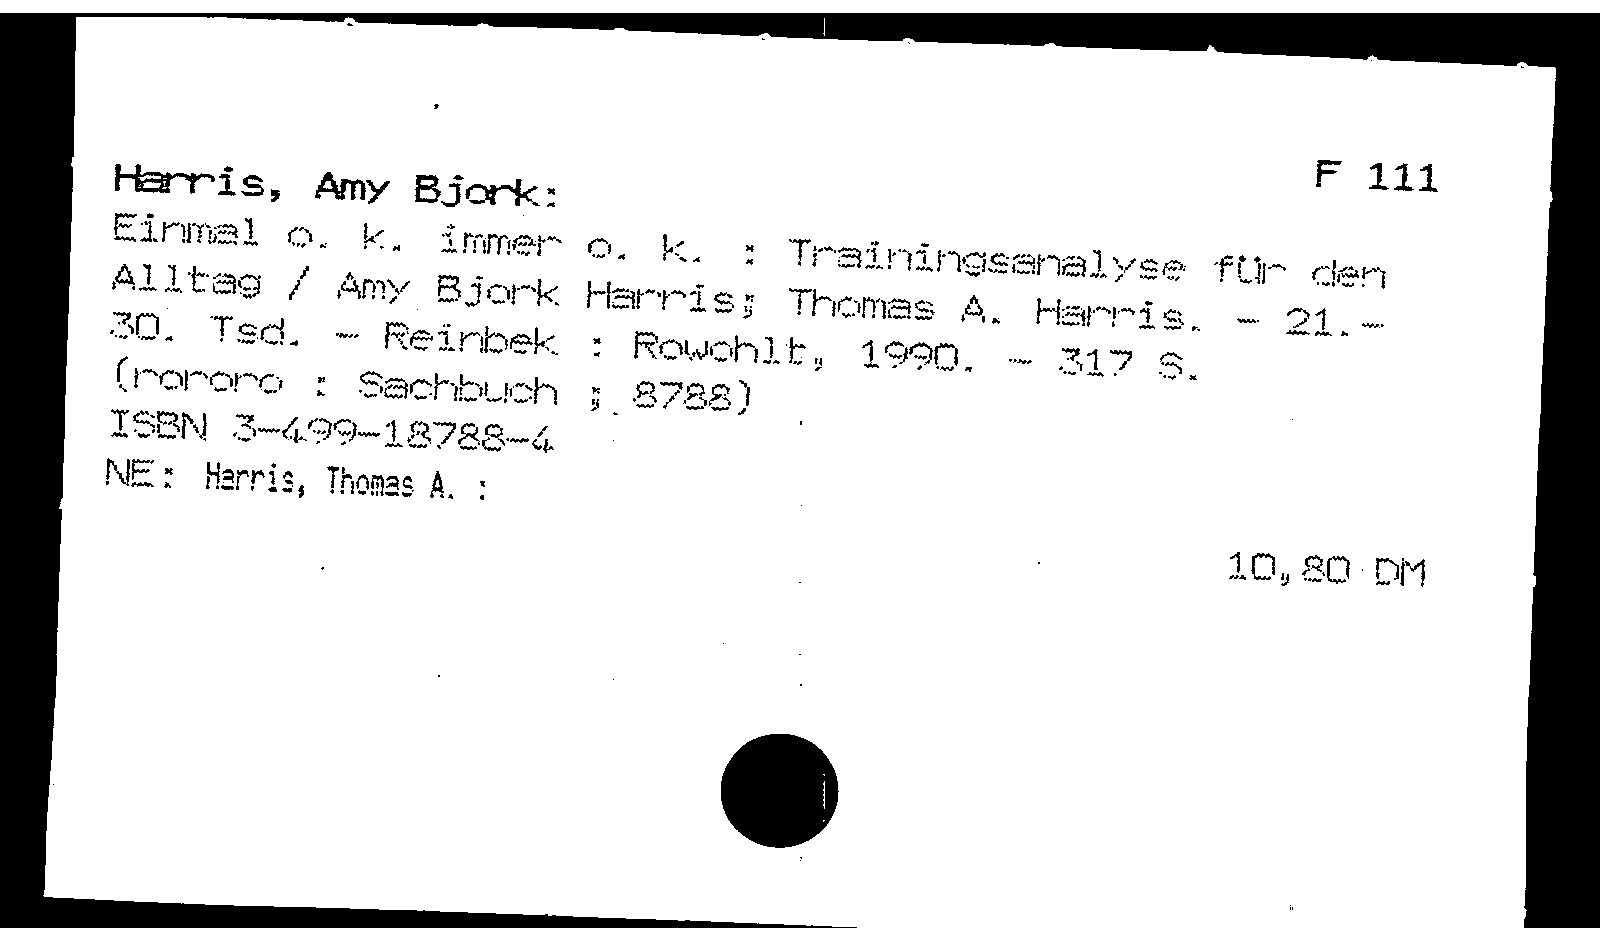 Harris, Amy Bjork: F 111
Einmal o. k. immer o. k. : Trainingsanalyse für den
Alltag / Amy Bjork Harris; Thomas A. Harris. - 21.-
30. Tsd. - Reinbek : Rowohlt, 1990. - 317 S.
(rororo : Sachbuch ; 8788)
ISBN 3-499-18788-4
NE: Harris, Thomas A. :
10,80 DM